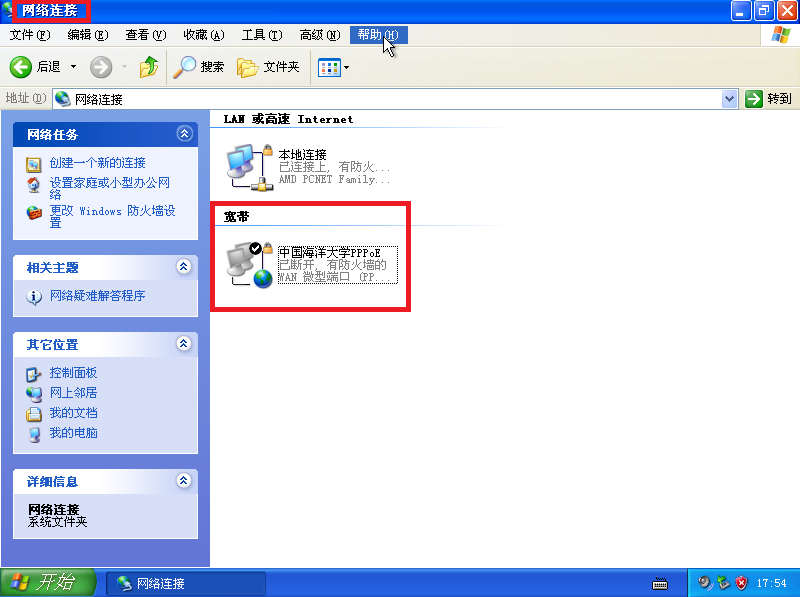 网络连接
文件(F) 编辑(E) 查看(V) 收藏(A) 工具(T) 高级(N) 帮助(H)
后退 搜索 文件夹
地址(D) 网络连接 转到
网络任务
创建一个新的连接
设置家庭或小型办公网
络
更改 Windows 防火墙设
置
相关主题
网络疑难解答程序
其它位置
控制面板
网上邻居
我的文档
我的电脑
详细信息
网络连接
系统文件夹
LAN 或高速 Internet
本地连接
已连接上，有防火...
AMD PCNET Family...
宽带
中国海洋大学PPPoE
已断开，有防火墙的
WAN 微型端口 (PP...
开始 网络连接 17:54